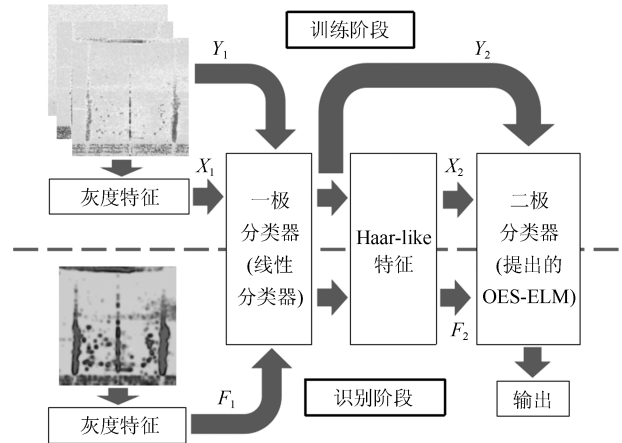 训练阶段
Y1
Y2
灰度特征
X1
一极
分类器
(线性
分类器)
Haar-like
特征
X2
二极
分类器
(提出的
OES-ELM)
F2
灰度特征
F1
识别阶段
输出